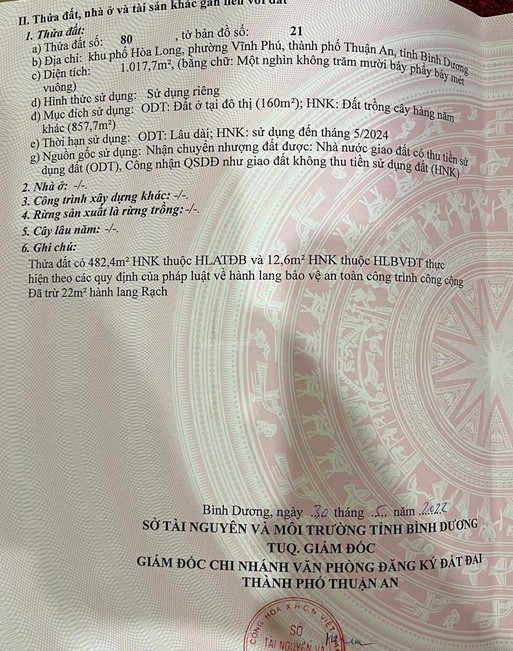 II. Thửa đất, nhà ở và tài sản khác gắn liền với đất
1. Thửa đất:
a) Thửa đất số: 80 , tờ bản đồ số: 21
b) Địa chỉ: khu phố Hòa Long, phường Vĩnh Phú, thành phố Thuận An, tỉnh Bình Dương
c) Diện tích: 1.017,7m², (bằng chữ: Một nghìn không trăm mười bảy phẩy bảy mét
vuông)
d) Hình thức sử dụng: Sử dụng riêng
đ) Mục đích sử dụng: ODT: Đất ở tại đô thị (160m²); HNK: Đất trồng cây hàng năm
khác (857,7m²)
e) Thời hạn sử dụng: ODT: Lâu dài; HNK: sử dụng đến tháng 5/2024
g) Nguồn gốc sử dụng: Nhận chuyển nhượng đất được: Nhà nước giao đất có thu tiền sử
dụng đất (ODT), Công nhận QSDĐ như giao đất không thu tiền sử dụng đất (HNK)
2. Nhà ở: -/-.
3. Công trình xây dựng khác: -/-.
4. Rừng sản xuất là rừng trồng: -/-.
5. Cây lâu năm: -/-.
6. Ghi chú:
Thửa đất có 482,4m² HNK thuộc HLATĐB và 12,6m² HNK thuộc HLBVĐT thực
hiện theo các quy định của pháp luật về hành lang bảo vệ an toàn công trình công cộng
Đã trừ 22m² hành lang Rạch
Bình Dương, ngày 30 tháng 5 năm 2022
SỞ TÀI NGUYÊN VÀ MÔI TRƯỜNG TỈNH BÌNH DƯƠNG
TUQ. GIÁM ĐỐC
GIÁM ĐỐC CHI NHÁNH VĂN PHÒNG ĐĂNG KÝ ĐẤT ĐAI
THÀNH PHỐ THUẬN AN
CỘNG HÒA X.H.C.N VIỆT
SỞ
TÀI NGUYÊN VÀ